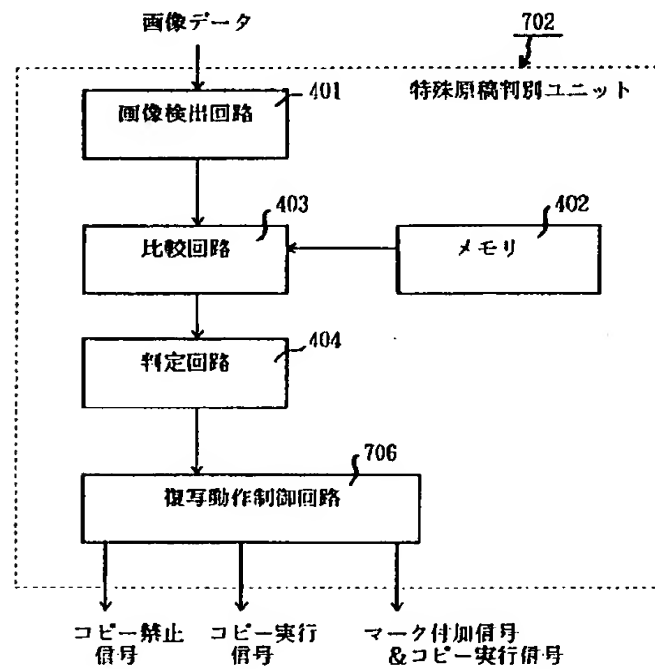 画像データ
702
特殊原稿判別ユニット
401
画像検出回路
403
比較回路
402
メモリ
404
判定回路
706
複写動作制御回路
コピー禁止
信号
コピー実行
信号
マーク付加信号
&コピー実行信号